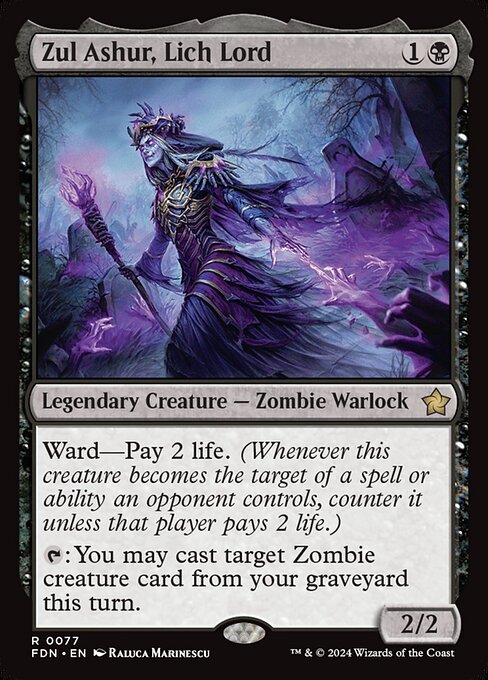 Zul Ashur, Lich Lord 1
Legendary Creature — Zombie Warlock
Ward—Pay 2 life. (Whenever this
creature becomes the target of a spell or
ability an opponent controls, counter it
unless that player pays 2 life.)
:You may cast target Zombie
creature card from your graveyard
this turn.
2/2
R 0077
FDN • EN Raluca Marinescu
™ & © 2024 Wizards of the Coast